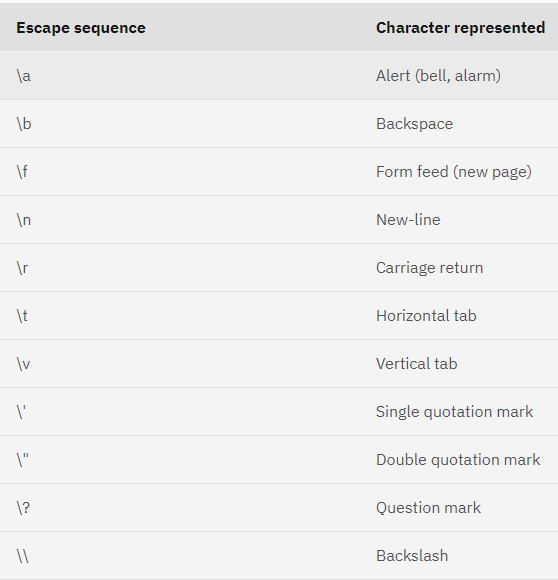 Escape sequence Character represented
\a Alert (bell, alarm)
\b Backspace
\f Form feed (new page)
\n New-line
\r Carriage return
\t Horizontal tab
\v Vertical tab
\' Single quotation mark
\" Double quotation mark
\? Question mark
\\ Backslash